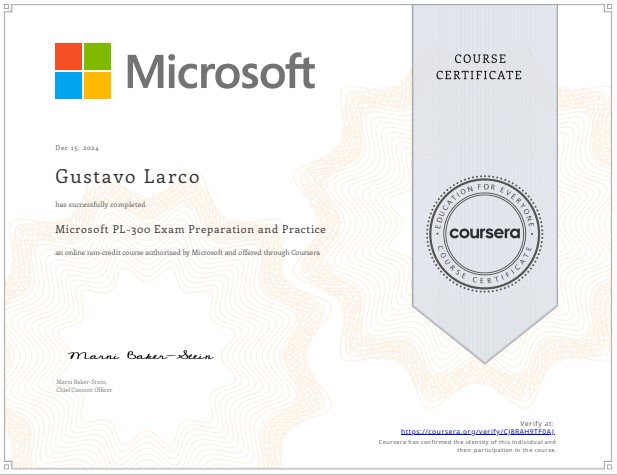 Microsoft
COURSE
CERTIFICATE
Dec 15, 2024
Gustavo Larco
has successfully completed
Microsoft PL-300 Exam Preparation and Practice
an online non-credit course authorized by Microsoft and offered through Coursera
EDUCATION FOR EVERYONE
coursera
COURSE CERTIFICATE
Marni Baker-Stein
Marni Baker-Stein,
Chief Content Officer
Verify at:
https://coursera.org/verify/CJ8RAH9TF0AJ
Coursera has confirmed the identity of this individual and
their participation in the course.